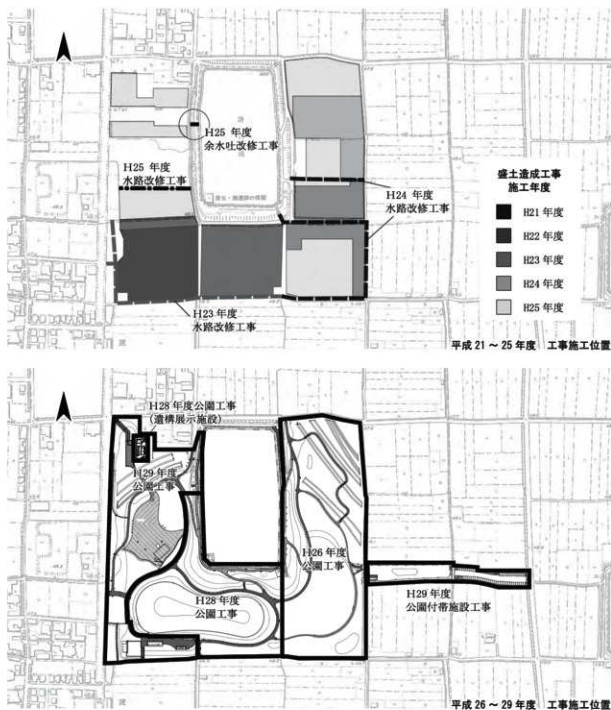 H25 年度
余水吐改修工事
H25 年度
水路改修工事
H24 年度
水路改修工事
H23 年度
水路改修工事
盛土造成工事
施工年度
H21 年度
H22 年度
H23 年度
H24 年度
H25 年度
平成 21 ～ 25 年度　工事施工位置
H28 年度公園工事
(遺構展示施設)
H29 年度
公園工事
H26 年度
公園工事
H28 年度
公園工事
H29 年度
公園付帯施設工事
平成 26 ～ 29 年度　工事施工位置